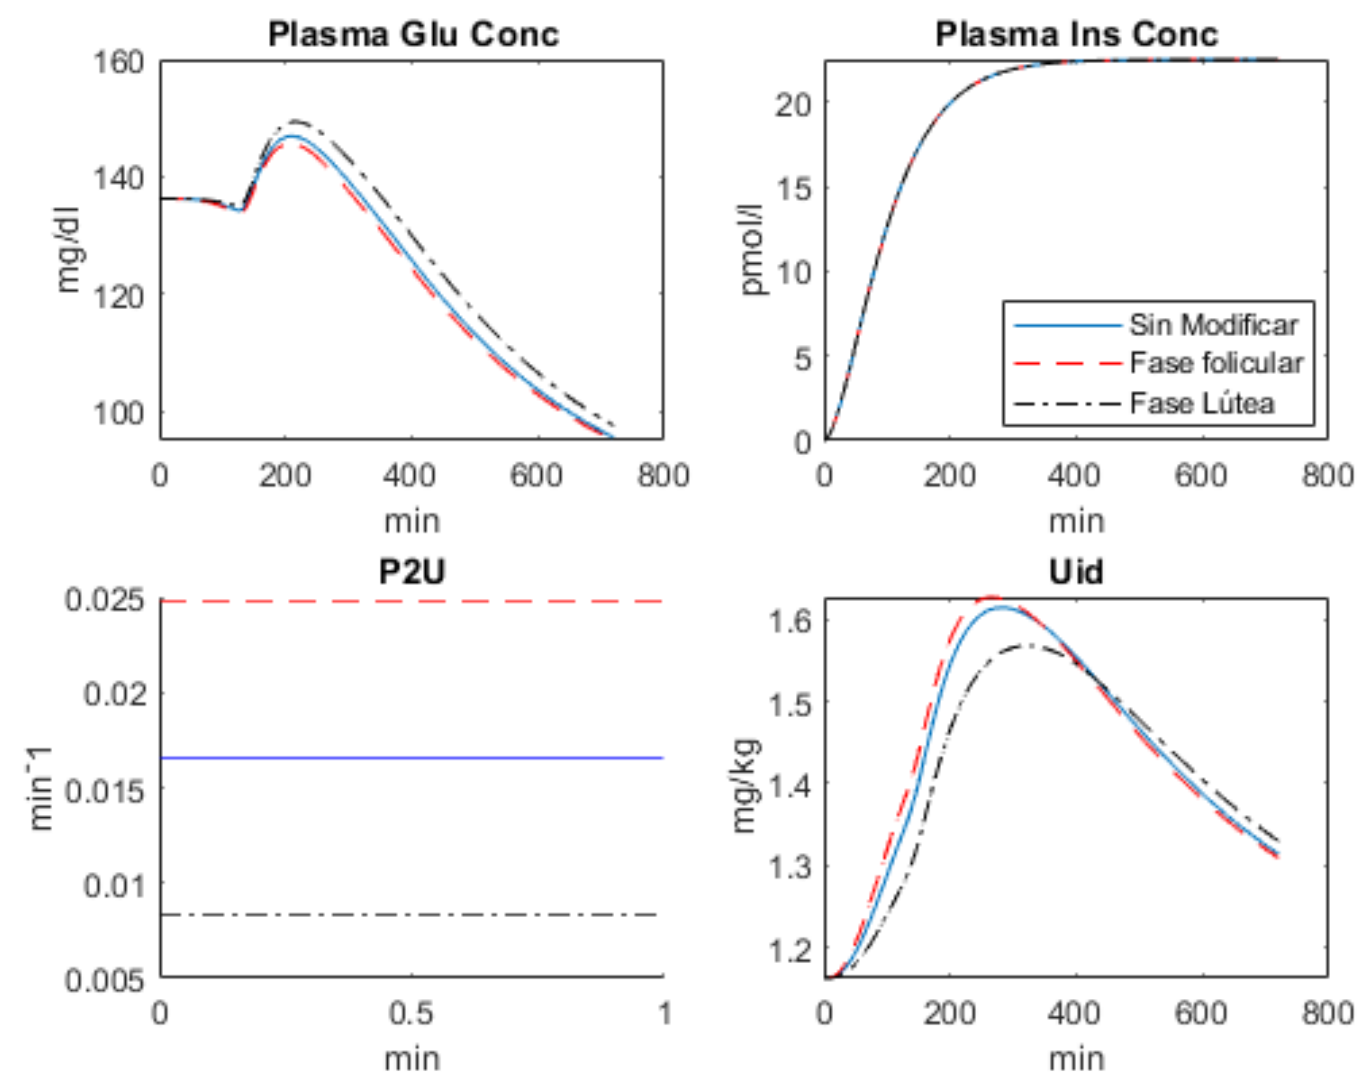 Plasma Glu Conc
160
140
120
100
mg/dl
0 200 400 600 800
min
Plasma Ins Conc
20
15
10
5
0
pmol/l
Sin Modificar
Fase folicular
Fase Lútea
0 200 400 600 800
min
P2U
0.025
0.02
0.015
0.01
0.005
min-1
0 0.5 1
min
Uid
1.6
1.5
1.4
1.3
1.2
mg/kg
0 200 400 600 800
min